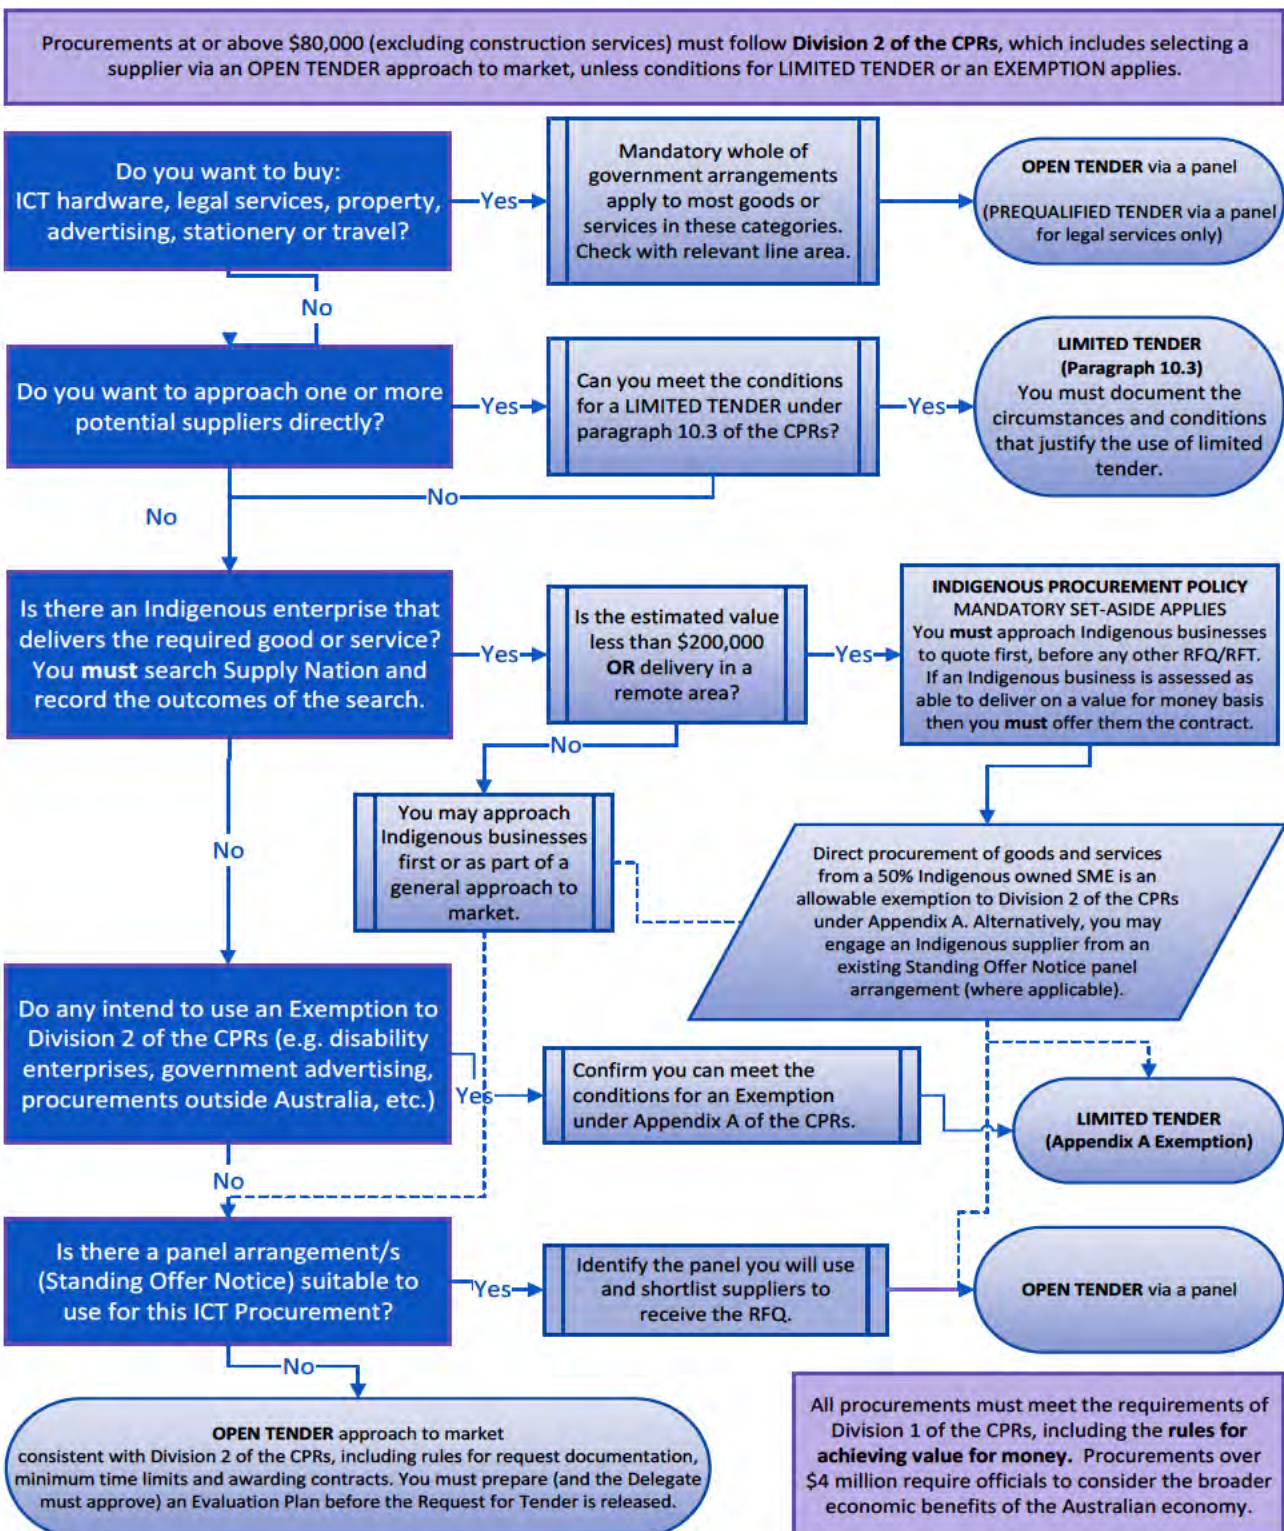 Procurements at or above $80,000 (excluding construction services) must follow Division 2 of the CPRs, which includes selecting a
supplier via an OPEN TENDER approach to market, unless conditions for LIMITED TENDER or an EXEMPTION applies.
Do you want to buy:
ICT hardware, legal services, property,
advertising, stationery or travel?
Yes
Mandatory whole of
government arrangements
apply to most goods or
services in these categories.
Check with relevant line area.
OPEN TENDER via a panel
(PREQUALIFIED TENDER via a panel
for legal services only)
No
Do you want to approach one or more
potential suppliers directly?
Yes
Can you meet the conditions
for a LIMITED TENDER under
paragraph 10.3 of the CPRs?
Yes
LIMITED TENDER
(Paragraph 10.3)
You must document the
circumstances and conditions
that justify the use of limited
tender.
No
No
Is there an Indigenous enterprise that
delivers the required good or service?
You must search Supply Nation and
record the outcomes of the search.
Yes
Is the estimated value
less than $200,000
OR delivery in a
remote area?
Yes
INDIGENOUS PROCUREMENT POLICY
MANDATORY SET-ASIDE APPLIES
You must approach Indigenous businesses
to quote first, before any other RFQ/RFT.
If an Indigenous business is assessed as
able to deliver on a value for money basis
then you must offer them the contract.
No
No
You may approach
Indigenous businesses
first or as part of a
general approach to
market.
Direct procurement of goods and services
from a 50% Indigenous owned SME is an
allowable exemption to Division 2 of the CPRs
under Appendix A. Alternatively, you may
engage an Indigenous supplier from an
existing Standing Offer Notice panel
arrangement (where applicable).
Do any intend to use an Exemption to
Division 2 of the CPRs (e.g. disability
enterprises, government advertising,
procurements outside Australia, etc.)
Yes
Confirm you can meet the
conditions for an Exemption
under Appendix A of the CPRs.
LIMITED TENDER
(Appendix A Exemption)
No
Is there a panel arrangement/s
(Standing Offer Notice) suitable to
use for this ICT Procurement?
Yes
Identify the panel you will use
and shortlist suppliers to
receive the RFQ.
OPEN TENDER via a panel
No
OPEN TENDER approach to market
consistent with Division 2 of the CPRs, including rules for request documentation,
minimum time limits and awarding contracts. You must prepare (and the Delegate
must approve) an Evaluation Plan before the Request for Tender is released.
All procurements must meet the requirements of
Division 1 of the CPRs, including the rules for
achieving value for money. Procurements over
$4 million require officials to consider the broader
economic benefits of the Australian economy.